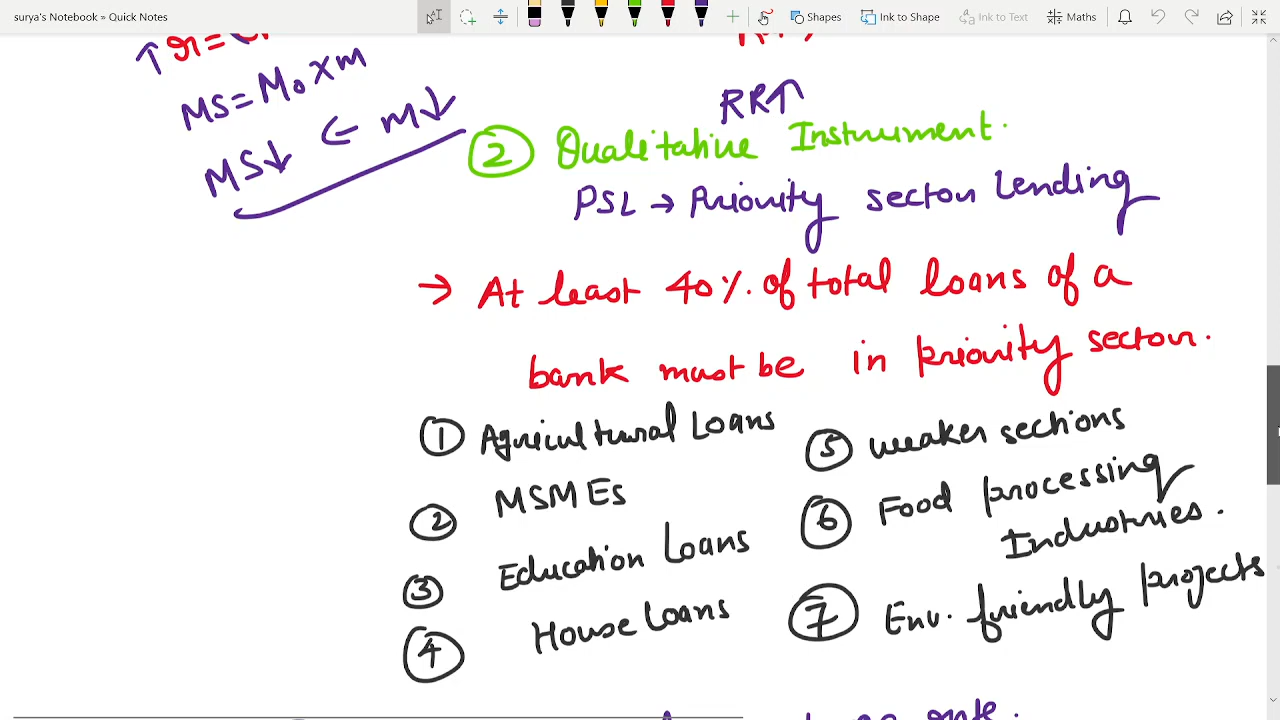 surya's Notebook » Quick Notes
Shapes
Ink to Shape
Ink to Text
Maths
↑ r =
MS = M₀ x m
MS↓ ← m↓
RR↑
② Qualitative Instrument.
PSL → Priority sector Lending
→ At least 40% of total loans of a
bank must be in priority sector.
① Agricultural Loans
② MSMEs
③ Education Loans
④ House Loans
⑤ weaker sections
⑥ Food processing
Industries.
⑦ Env. friendly projects